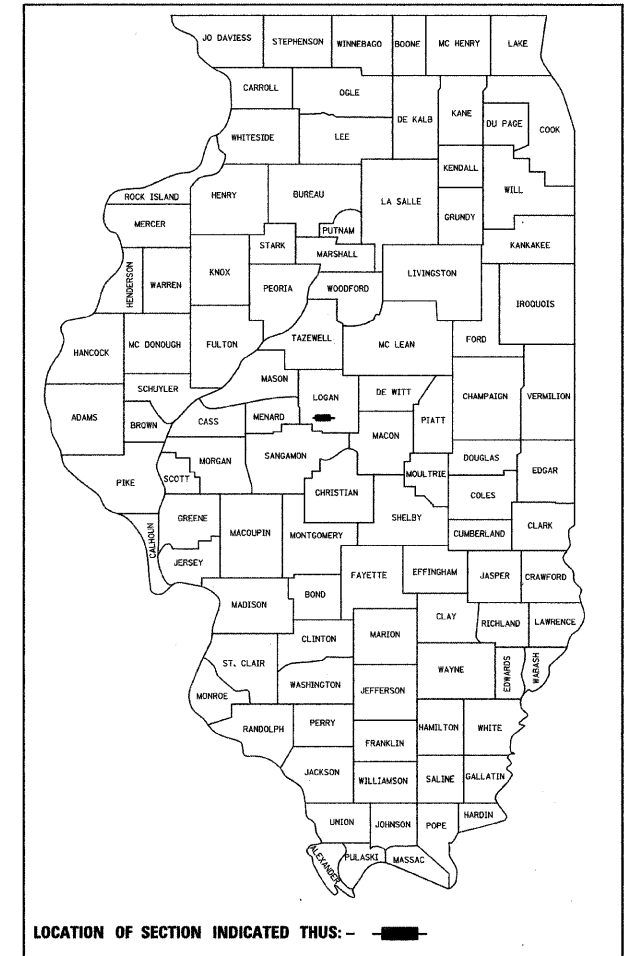 JO DAVIESS STEPHENSON WINNEBAGO BOONE MC HENRY LAKE
CARROLL OGLE DE KALB KANE DU PAGE COOK
WHITESIDE LEE
KENDALL WILL
ROCK ISLAND HENRY BUREAU LA SALLE GRUNDY
MERCER PUTNAM
STARK MARSHALL KANKAKEE
HENDERSON WARREN KNOX PEORIA WOODFORD LIVINGSTON IROQUOIS
HANCOCK MC DONOUGH FULTON TAZEWELL MC LEAN FORD
SCHUYLER MASON LOGAN DE WITT CHAMPAIGN VERMILION
ADAMS BROWN CASS MENARD MACON PIATT
PIKE SCOTT MORGAN SANGAMON CHRISTIAN MOULTRIE DOUGLAS EDGAR
COLES
CALHOUN GREENE MACOUPIN MONTGOMERY SHELBY CUMBERLAND CLARK
JERSEY FAYETTE EFFINGHAM JASPER CRAWFORD
MADISON BOND CLAY RICHLAND LAWRENCE
CLINTON MARION
ST. CLAIR WAYNE EDWARDS WABASH
MONROE WASHINGTON JEFFERSON
RANDOLPH PERRY FRANKLIN HAMILTON WHITE
JACKSON WILLIAMSON SALINE GALLATIN
UNION JOHNSON POPE HARDIN
ALEXANDER PULASKI MASSAC
LOCATION OF SECTION INDICATED THUS: -